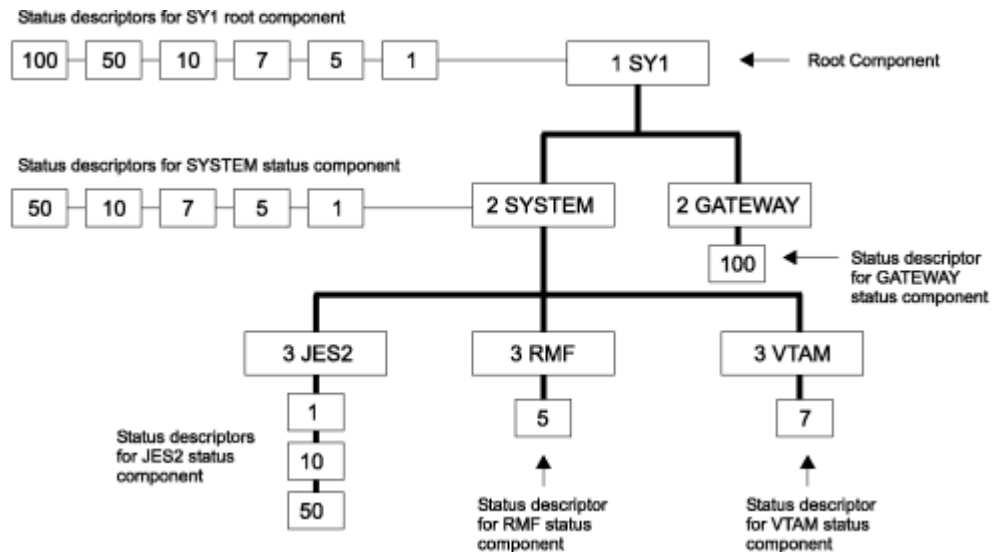 Status descriptors for SY1 root component
100 50 10 7 5 1
1 SY1
Root Component
Status descriptors for SYSTEM status component
50 10 7 5 1
2 SYSTEM
2 GATEWAY
100
Status descriptor
for GATEWAY
status component
3 JES2
3 RMF
3 VTAM
1
10
50
Status descriptors
for JES2 status
component
5
7
Status descriptor
for RMF status
component
Status descriptor
for VTAM status
component